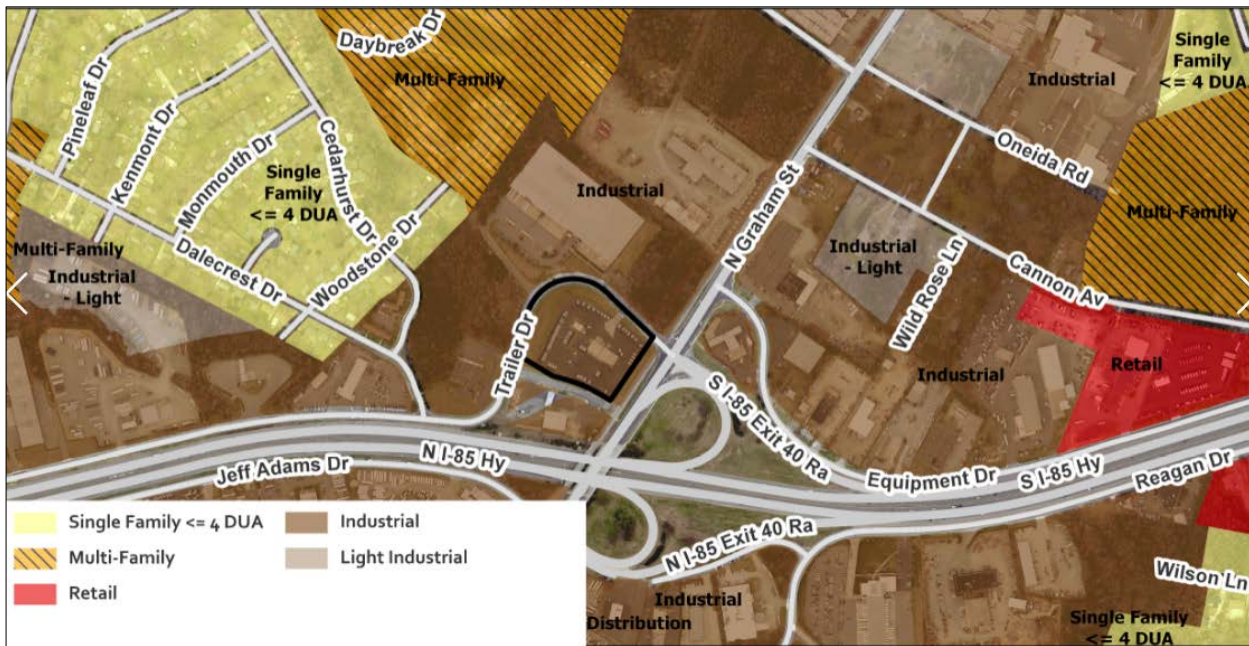 Daybreak Dr
Multi-Family
Single
Family
<= 4 DUA
Industrial
Pineleaf Dr
Kenmont Dr
Monmouth Dr
Cedarhurst Dr
Single
Family
<= 4 DUA
Industrial
N Graham St
Oneida Rd
Multi-Family
Multi-Family
Industrial
- Light
Dalecrest Dr
Woodstone Dr
Industrial
- Light
Wild Rose Ln
Cannon Av
Trailer Dr
Industrial
Retail
S I-85 Exit 40 Ra
N I-85 Hy
Jeff Adams Dr
Equipment Dr
S I-85 Hy
Reagan Dr
N I-85 Exit 40 Ra
Wilson Ln
Industrial
Distribution
Single Family
<= 4 DUA
Single Family <= 4 DUA
Industrial
Multi-Family
Light Industrial
Retail